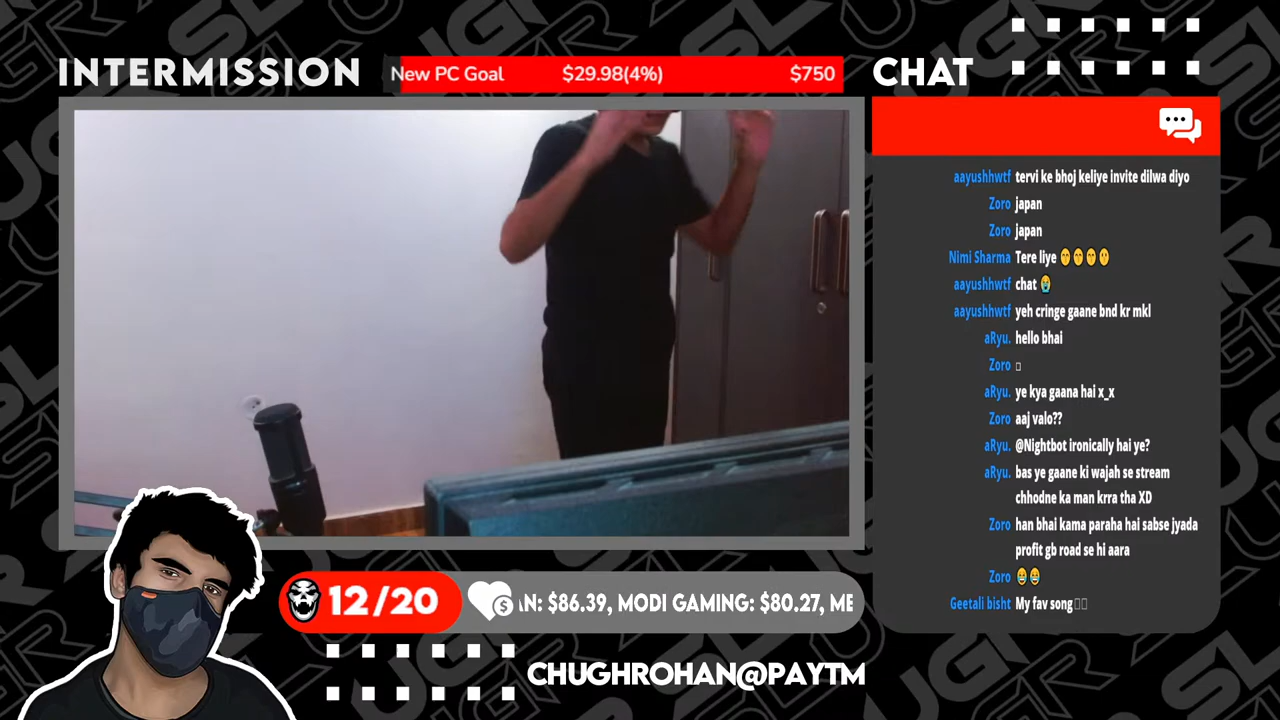 INTERMISSION
New PC Goal $29.98(4%) $750
CHAT
aayushhwtf tervi ke bhoj keliye invite dilwa diyo
Zoro japan
Zoro japan
Nimi Sharma Tere liye 🤭🤭🤭🤭
aayushhwtf chat 😭
aayushhwtf yeh cringe gaane bnd kr mkl
aRyu. hello bhai
Zoro
aRyu. ye kya gaana hai x_x
Zoro aaj valo??
aRyu. @Nightbot ironically hai ye?
aRyu. bas ye gaane ki wajah se stream
chhodne ka man krra tha XD
Zoro han bhai kama paraha hai sabse jyada
profit gb road se hi aara
Zoro 😂😂
Geetali bisht My fav song
12/20
AN: $86.39, MODI GAMING: $80.27, ME
CHUGHROHAN@PAYTM